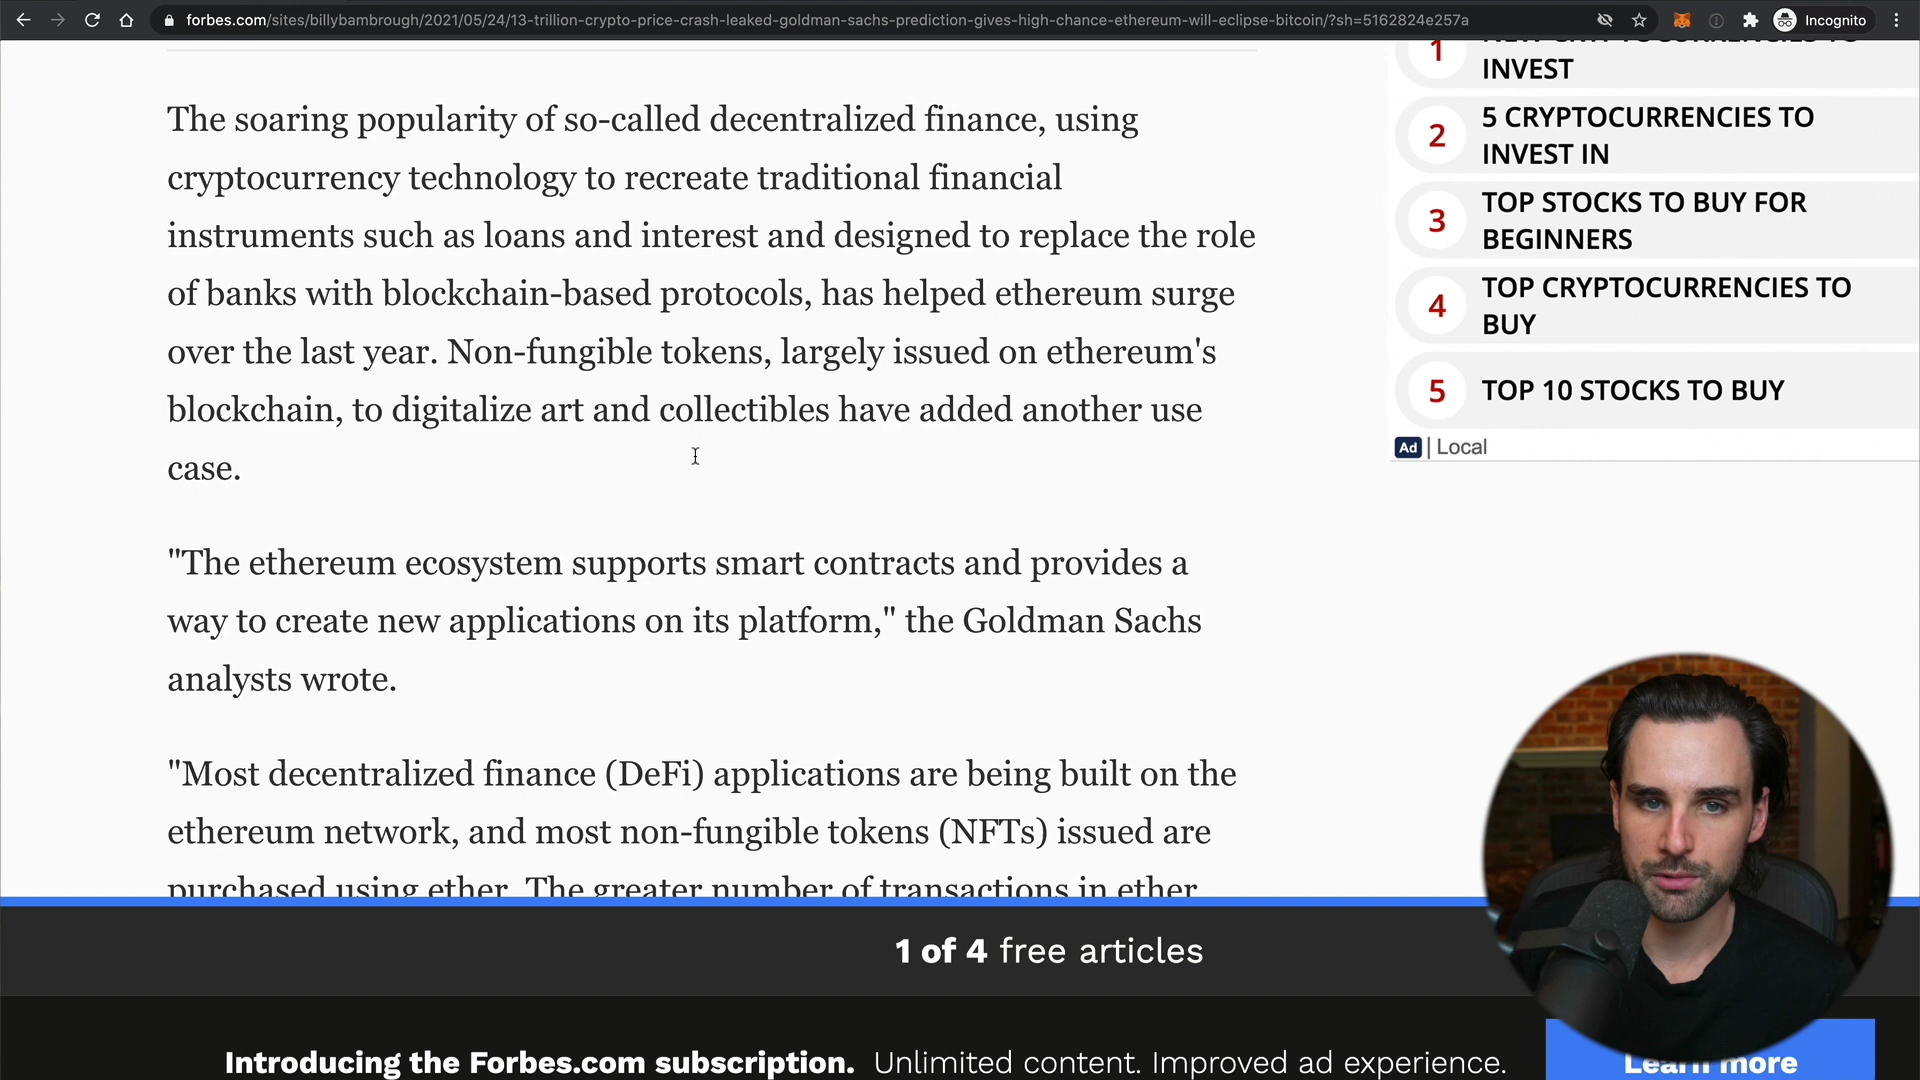 forbes.com/sites/billybambrough/2021/05/24/13-trillion-crypto-price-crash-leaked-goldman-sachs-prediction-gives-high-chance-ethereum-will-eclipse-bitcoin/?sh=5162824e257a
Incognito
The soaring popularity of so-called decentralized finance, using
cryptocurrency technology to recreate traditional financial
instruments such as loans and interest and designed to replace the role
of banks with blockchain-based protocols, has helped ethereum surge
over the last year. Non-fungible tokens, largely issued on ethereum's
blockchain, to digitalize art and collectibles have added another use
case.
"The ethereum ecosystem supports smart contracts and provides a
way to create new applications on its platform," the Goldman Sachs
analysts wrote.
"Most decentralized finance (DeFi) applications are being built on the
ethereum network, and most non-fungible tokens (NFTs) issued are
purchased using ether. The greater number of transactions in ether
1
NEW CRYPTOCURRENCIES TO
INVEST
2
5 CRYPTOCURRENCIES TO
INVEST IN
3
TOP STOCKS TO BUY FOR
BEGINNERS
4
TOP CRYPTOCURRENCIES TO
BUY
5
TOP 10 STOCKS TO BUY
Ad | Local
1 of 4 free articles
Introducing the Forbes.com subscription. Unlimited content. Improved ad experience.
Learn more